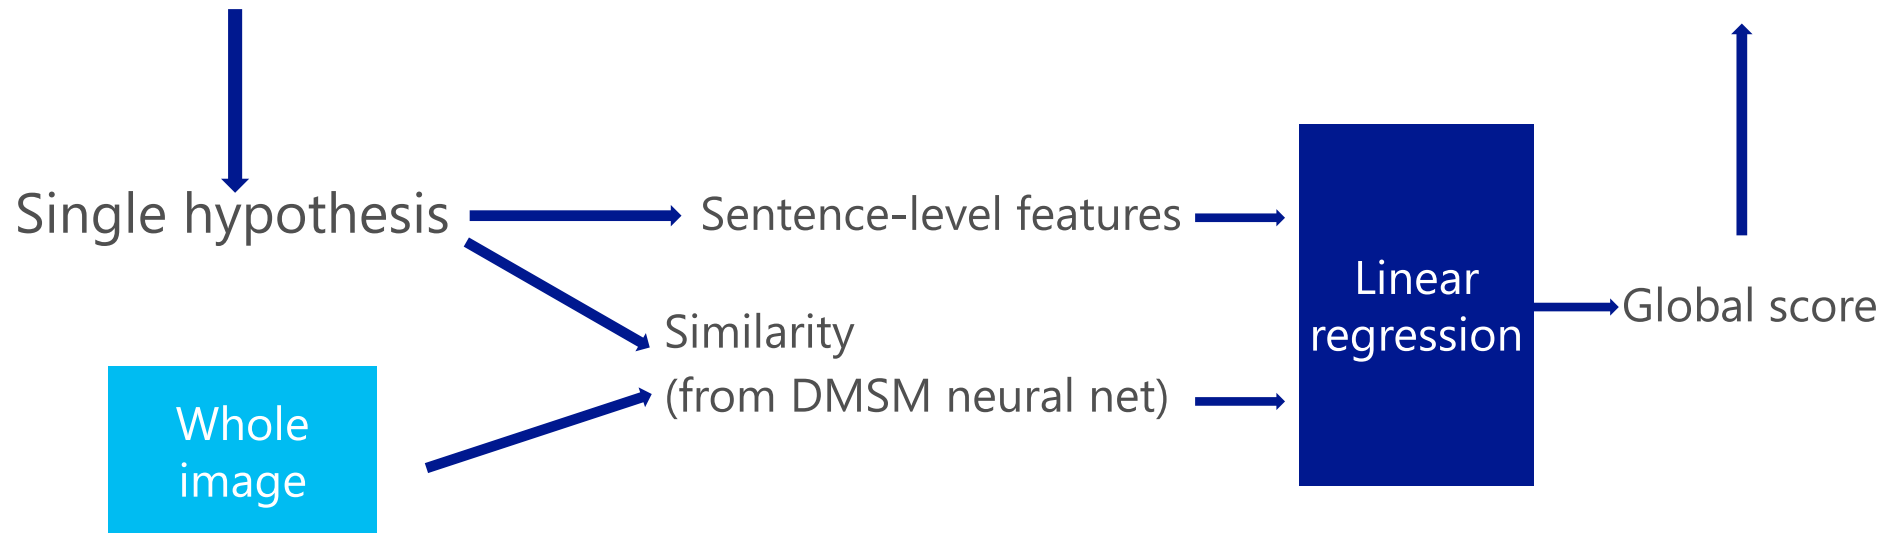 Single hypothesis
Sentence-level features
Similarity
(from DMSM neural net)
Whole
image
Linear
regression
Global score